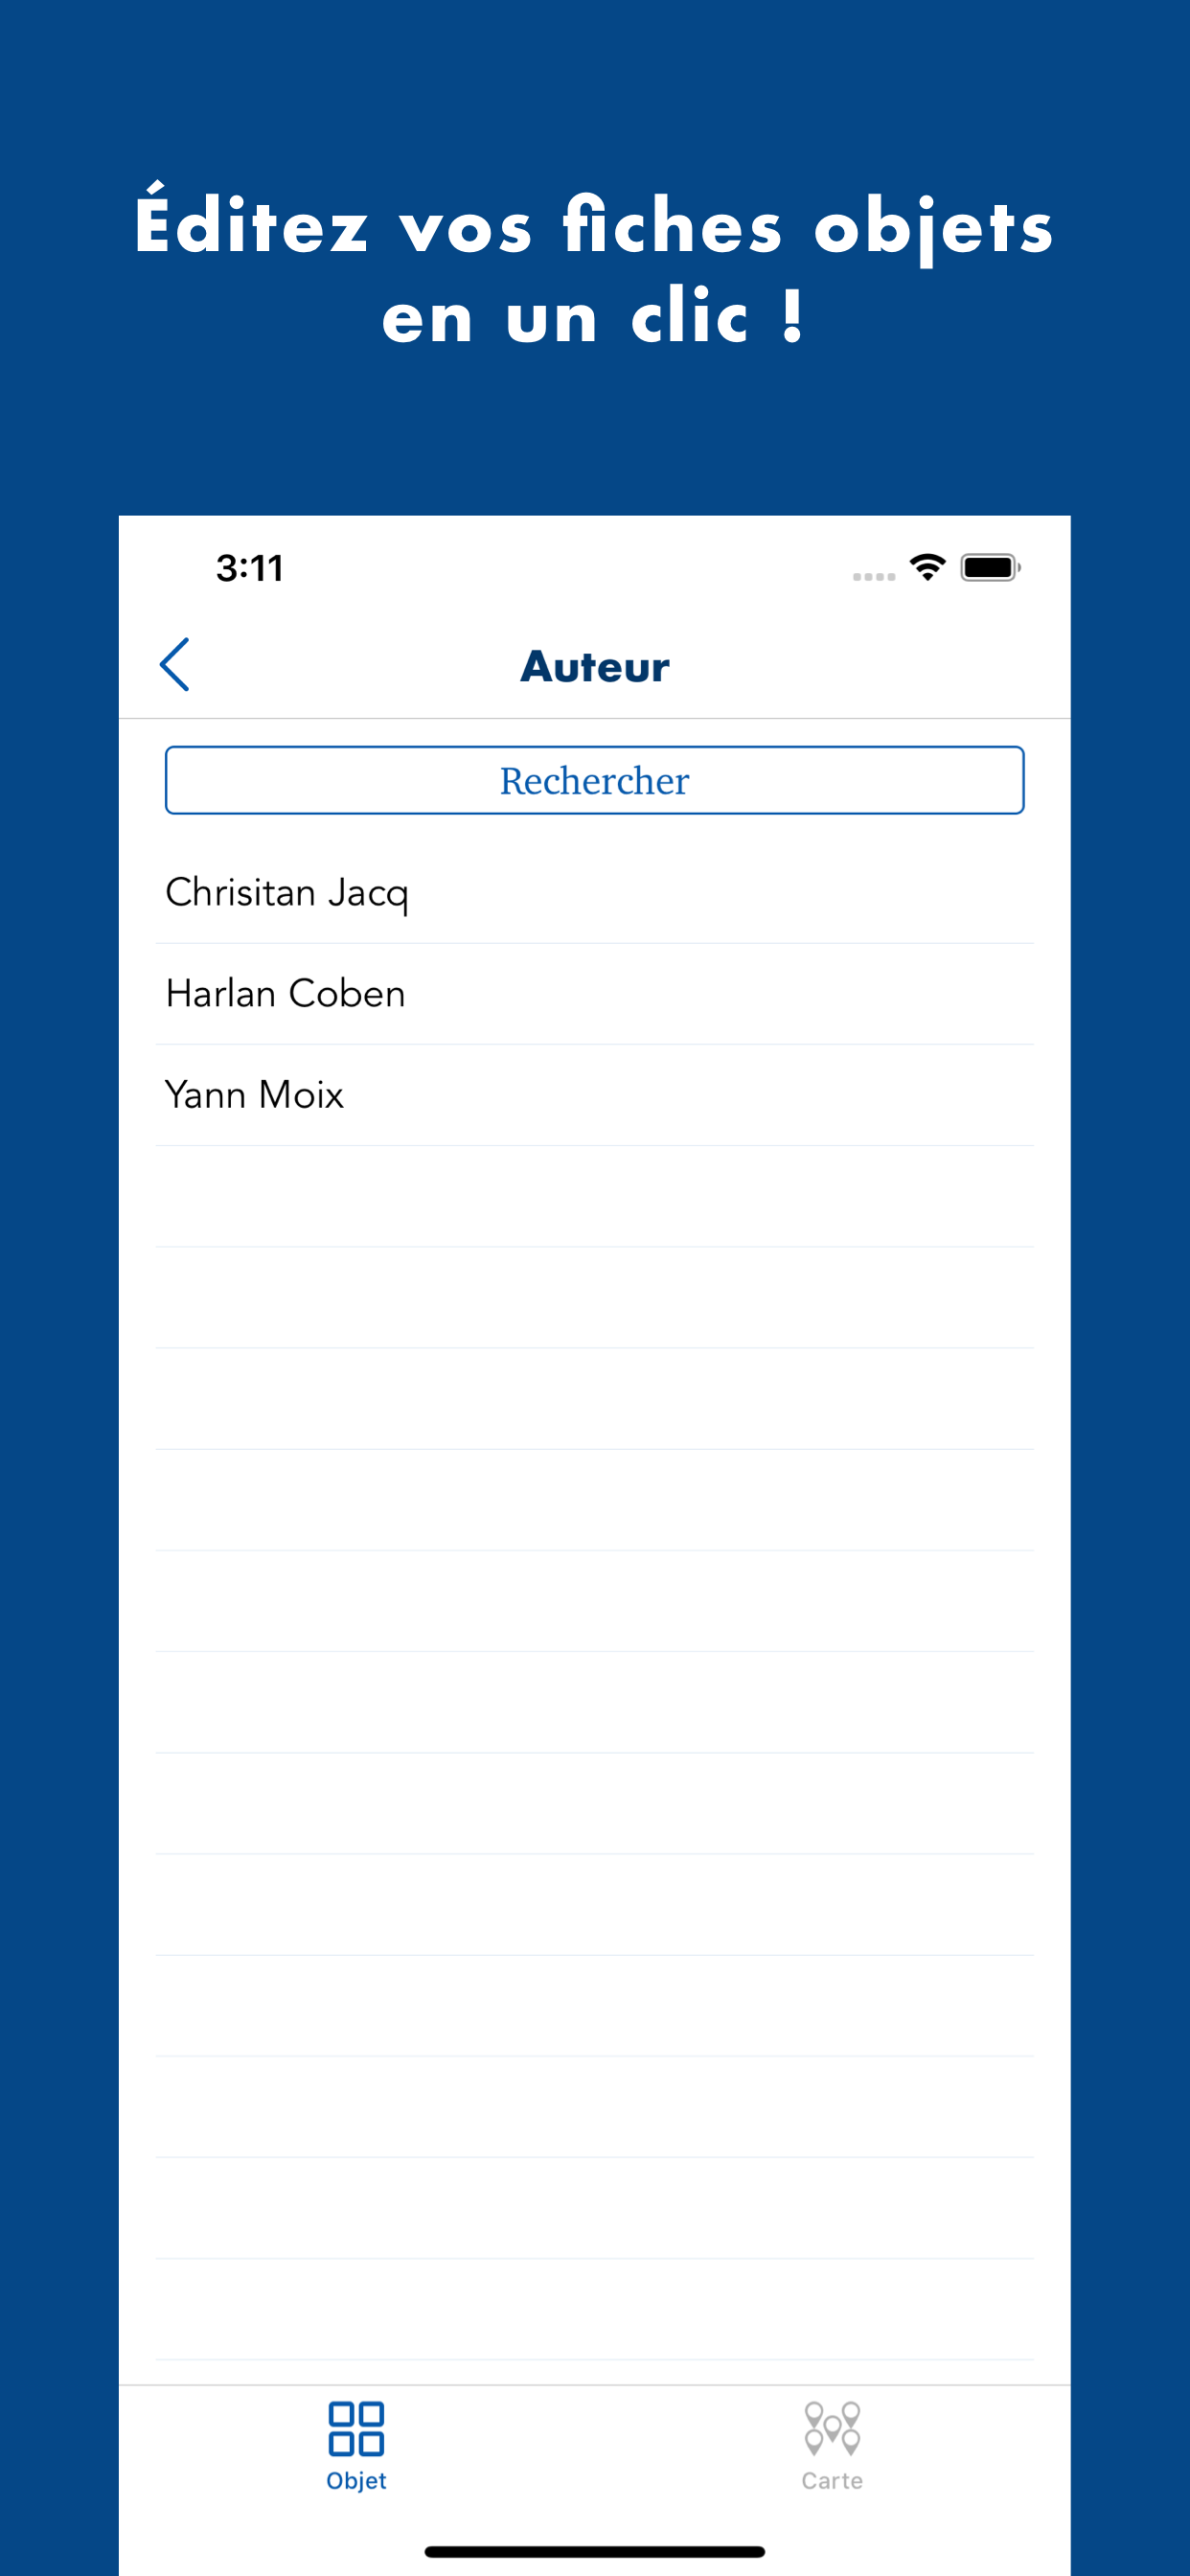 Éditez vos fiches objets
en un clic !
3:11
Auteur
Rechercher
Chrisitan Jacq
Harlan Coben
Yann Moix
Objet
Carte